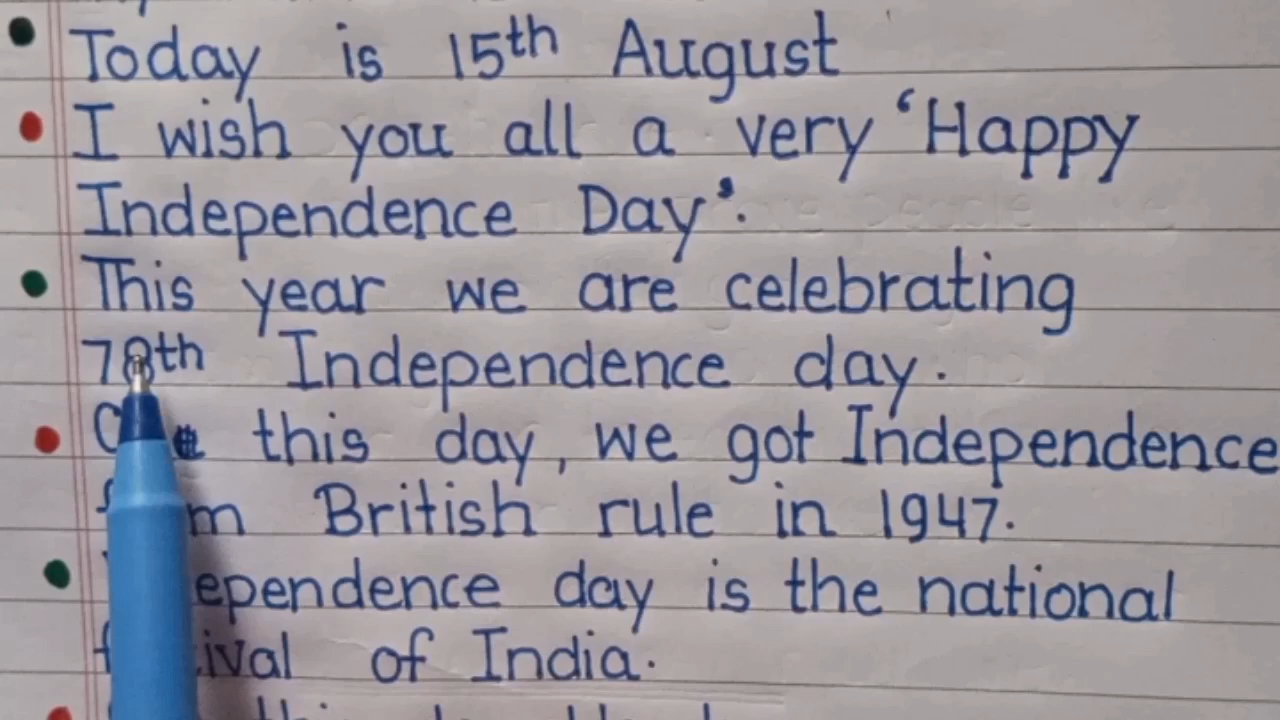 Today is 15th August
I wish you all a very 'Happy
Independence Day'.
This year we are celebrating
78th Independence day.
this day, we got Independence
British rule in 1947.
day is the national
of India.